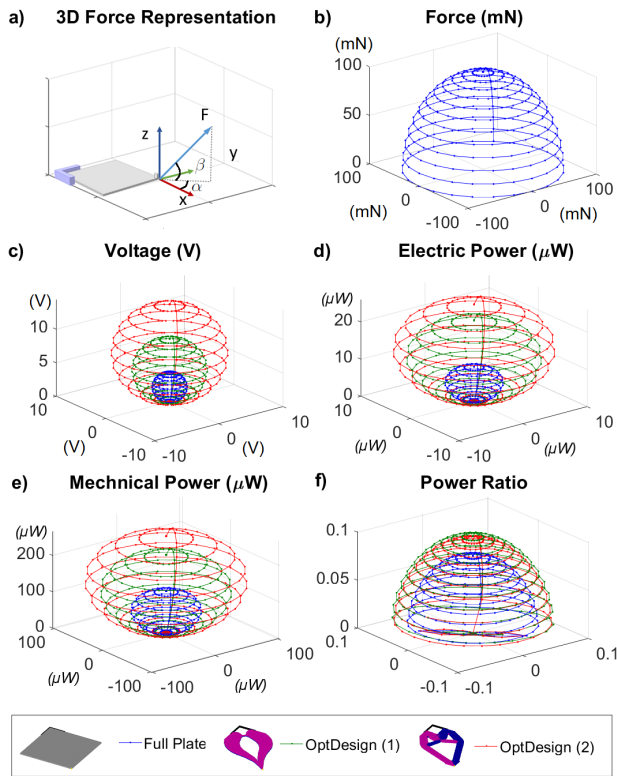 a) 3D Force Representation
F
z
y
β
α
x
b) Force (mN)
(mN)
100
50
0
100
0
-100
(mN)
-100
0
100
(mN)
c) Voltage (V)
(V)
10
5
0
10
0
-10
(V)
-10
0
10
(V)
d) Electric Power (μW)
(μW)
20
10
0
10
0
-10
(μW)
-10
0
10
(μW)
e) Mechnical Power (μW)
(μW)
200
100
0
100
0
-100
(μW)
-100
0
100
(μW)
f) Power Ratio
0.1
0.05
0
0.1
0
-0.1
-0.1
0
0.1
Full Plate
OptDesign (1)
OptDesign (2)